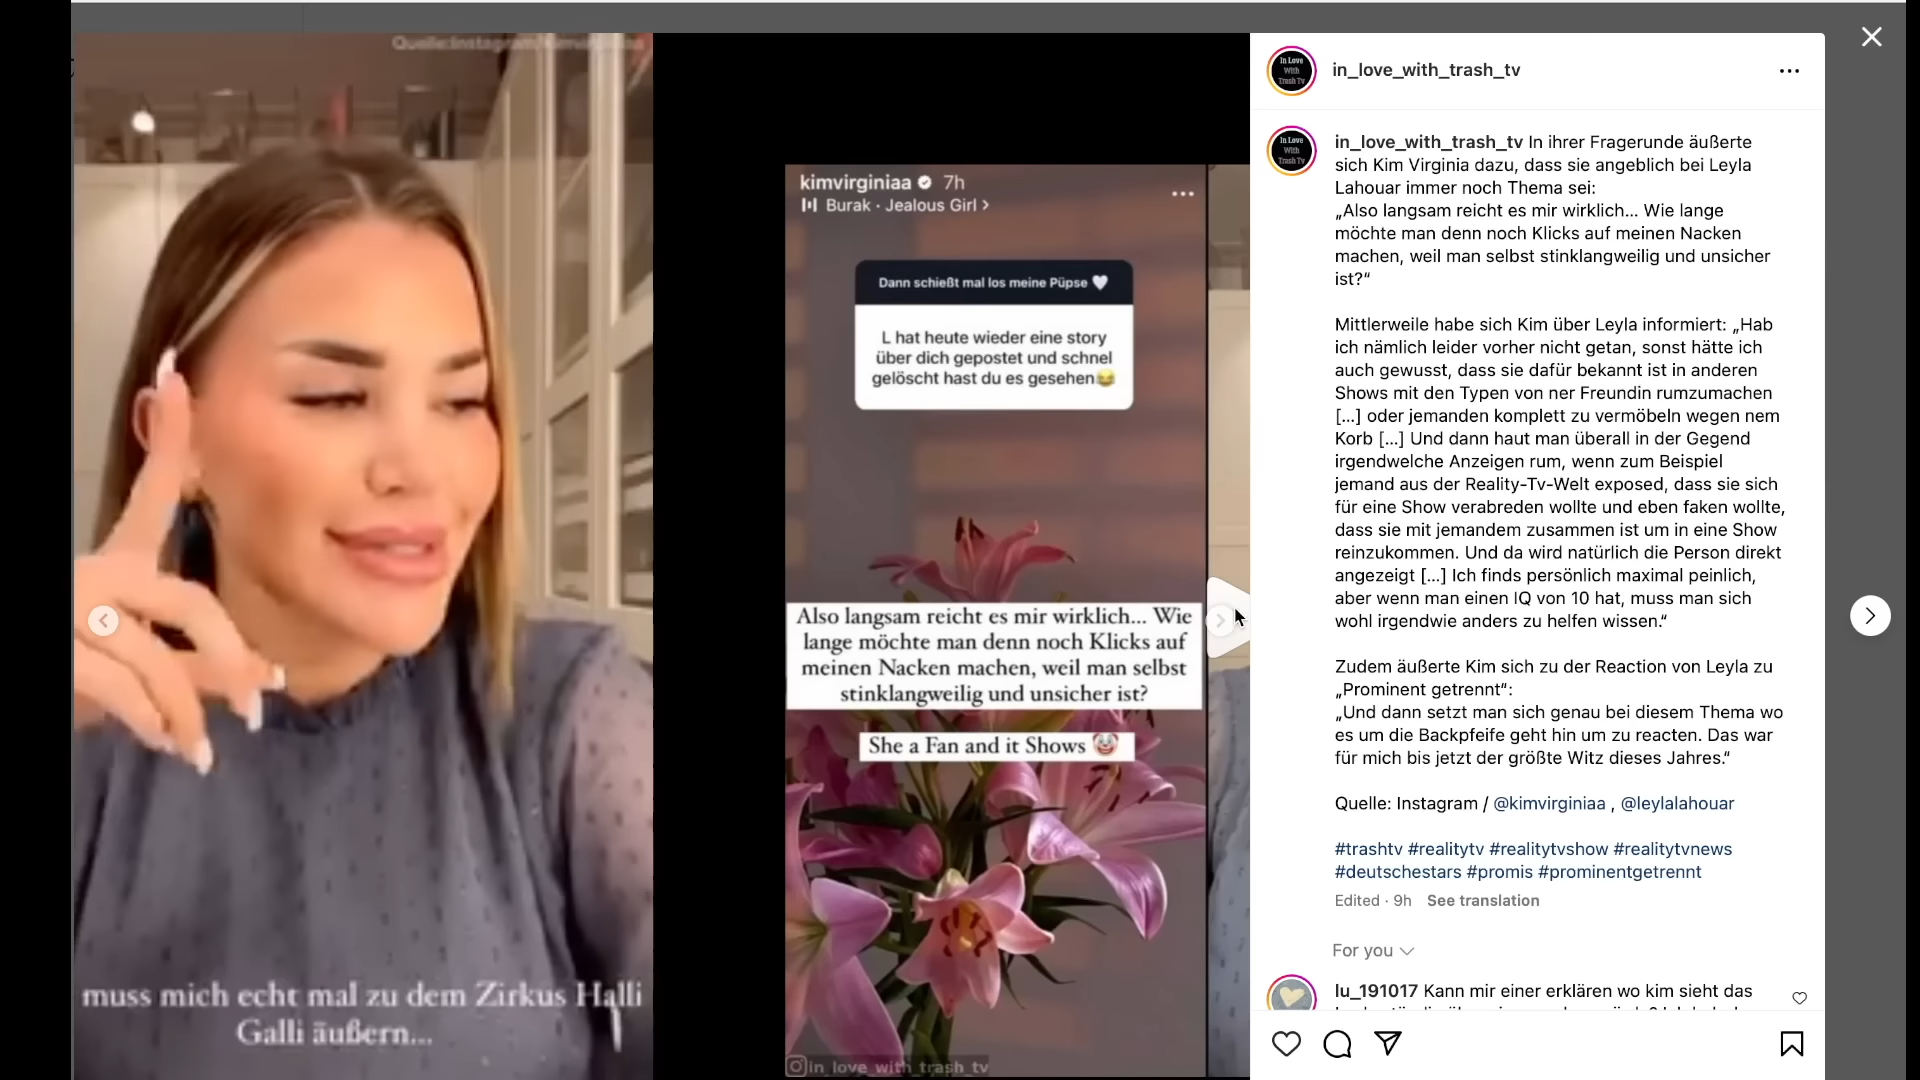 Quelle:Instagram/kimvirginiaa
muss mich echt mal zu dem Zirkus Halli
Galli äußern...
kimvirginiaa 7h
Burak · Jealous Girl >
Dann schießt mal los meine Püpse 🤍
L hat heute wieder eine story
über dich gepostet und schnel
gelöscht hast du es gesehen😂
Also langsam reicht es mir wirklich... Wie
lange möchte man denn noch Klicks auf
meinen Nacken machen, weil man selbst
stinklangweilig und unsicher ist?
She a Fan and it Shows 🤡
in_love_with_trash_tv
In Love
With
Trash Tv
in_love_with_trash_tv
In Love
With
Trash Tv
in_love_with_trash_tv In ihrer Fragerunde äußerte
sich Kim Virginia dazu, dass sie angeblich bei Leyla
Lahouar immer noch Thema sei:
„Also langsam reicht es mir wirklich... Wie lange
möchte man denn noch Klicks auf meinen Nacken
machen, weil man selbst stinklangweilig und unsicher
ist?“
Mittlerweile habe sich Kim über Leyla informiert: „Hab
ich nämlich leider vorher nicht getan, sonst hätte ich
auch gewusst, dass sie dafür bekannt ist in anderen
Shows mit den Typen von ner Freundin rumzumachen
[...] oder jemanden komplett zu vermöbeln wegen nem
Korb [...] Und dann haut man überall in der Gegend
irgendwelche Anzeigen rum, wenn zum Beispiel
jemand aus der Reality-Tv-Welt exposed, dass sie sich
für eine Show verabreden wollte und eben faken wollte,
dass sie mit jemandem zusammen ist um in eine Show
reinzukommen. Und da wird natürlich die Person direkt
angezeigt [...] Ich finds persönlich maximal peinlich,
aber wenn man einen IQ von 10 hat, muss man sich
wohl irgendwie anders zu helfen wissen.“
Zudem äußerte Kim sich zu der Reaction von Leyla zu
„Prominent getrennt“:
„Und dann setzt man sich genau bei diesem Thema wo
es um die Backpfeife geht hin um zu reacten. Das war
für mich bis jetzt der größte Witz dieses Jahres.“
Quelle: Instagram / @kimvirginiaa , @leylalahouar
#trashtv #realitytv #realitytvshow #realitytvnews
#deutschestars #promis #prominentgetrennt
Edited · 9h See translation
For you
lu_191017 Kann mir einer erklären wo kim sieht das